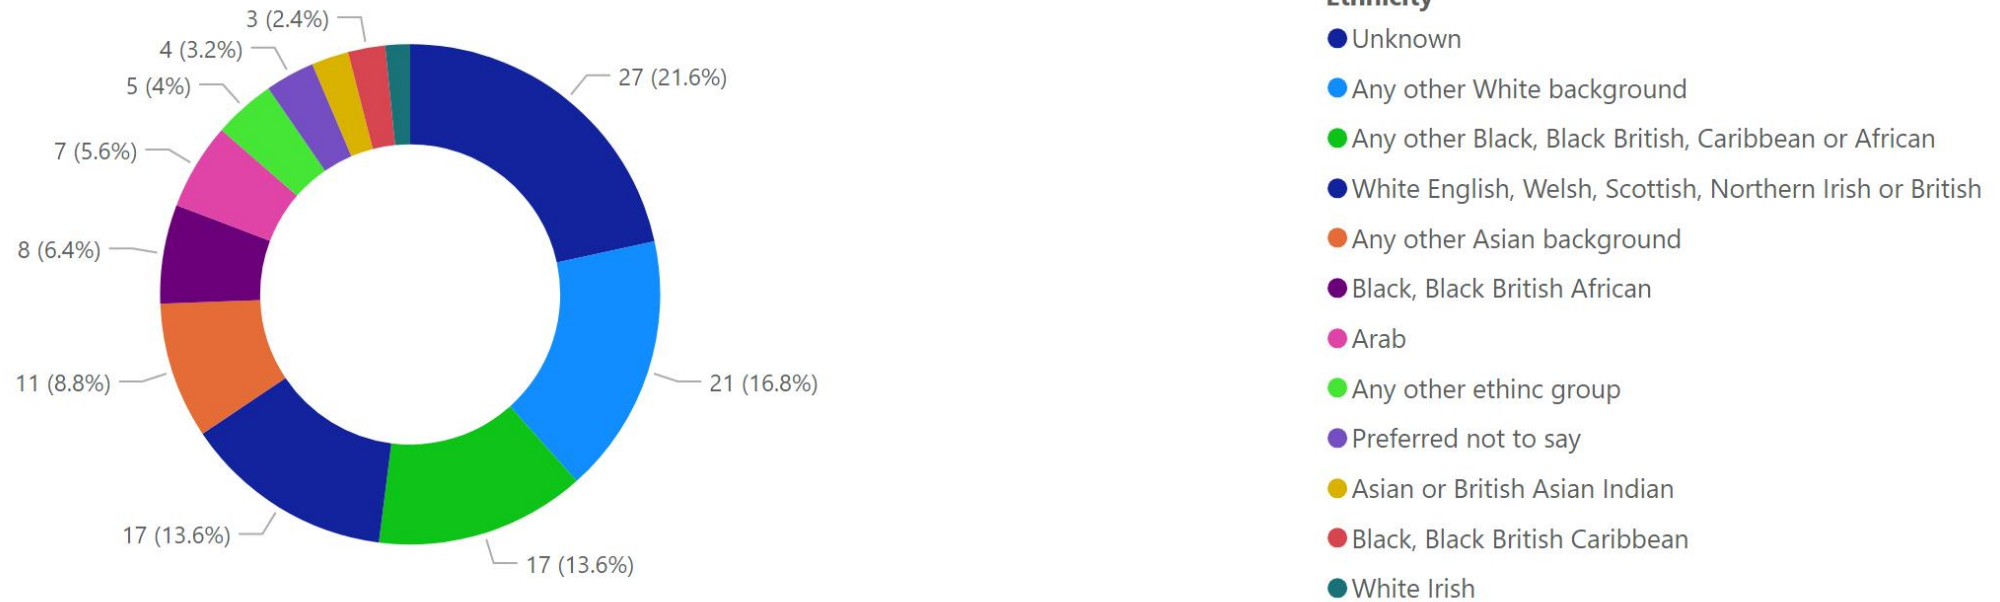 Ethnicity
3 (2.4%)
4 (3.2%)
5 (4%)
7 (5.6%)
8 (6.4%)
11 (8.8%)
17 (13.6%)
17 (13.6%)
21 (16.8%)
27 (21.6%)
Unknown
Any other White background
Any other Black, Black British, Caribbean or African
White English, Welsh, Scottish, Northern Irish or British
Any other Asian background
Black, Black British African
Arab
Any other ethinc group
Preferred not to say
Asian or British Asian Indian
Black, Black British Caribbean
White Irish